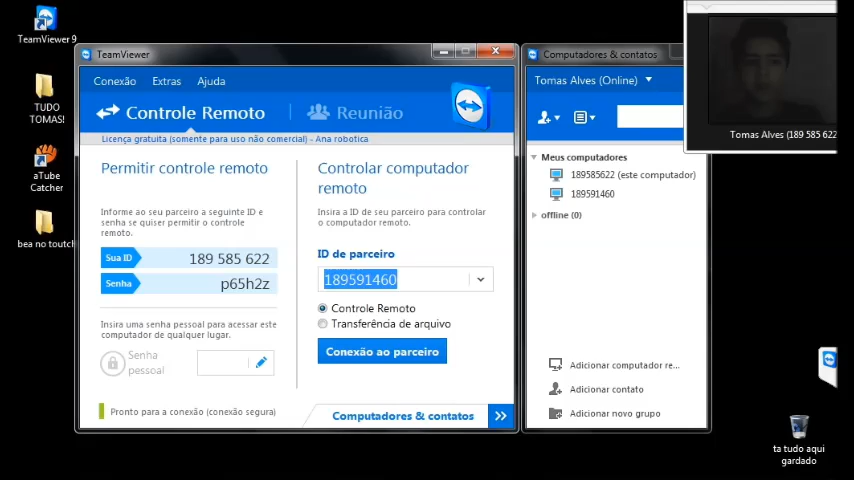 TeamViewer 9
TUDO
TOMAS!
aTube
Catcher
bea no toutch
TeamViewer
Conexão Extras Ajuda
Controle Remoto
Reunião
Licença gratuita (somente para uso não comercial) - Ana robotica
Permitir controle remoto
Informe ao seu parceiro a seguinte ID e
senha se quiser permitir o controle
remoto.
Sua ID 189 585 622
Senha p65h2z
Insira uma senha pessoal para acessar este
computador de qualquer lugar.
Senha
pessoal
Pronto para a conexão (conexão segura)
Controlar computador
remoto
Insira a ID de seu parceiro para controlar
o computador remoto.
ID de parceiro
189591460
Controle Remoto
Transferência de arquivo
Conexão ao parceiro
Computadores & contatos
Computadores & contatos
Tomas Alves (Online)
Meus computadores
189585622 (este computador)
189591460
offline (0)
Adicionar computador re...
Adicionar contato
Adicionar novo grupo
Tomas Alves (189 585 622
ta tudo aqui
gardado